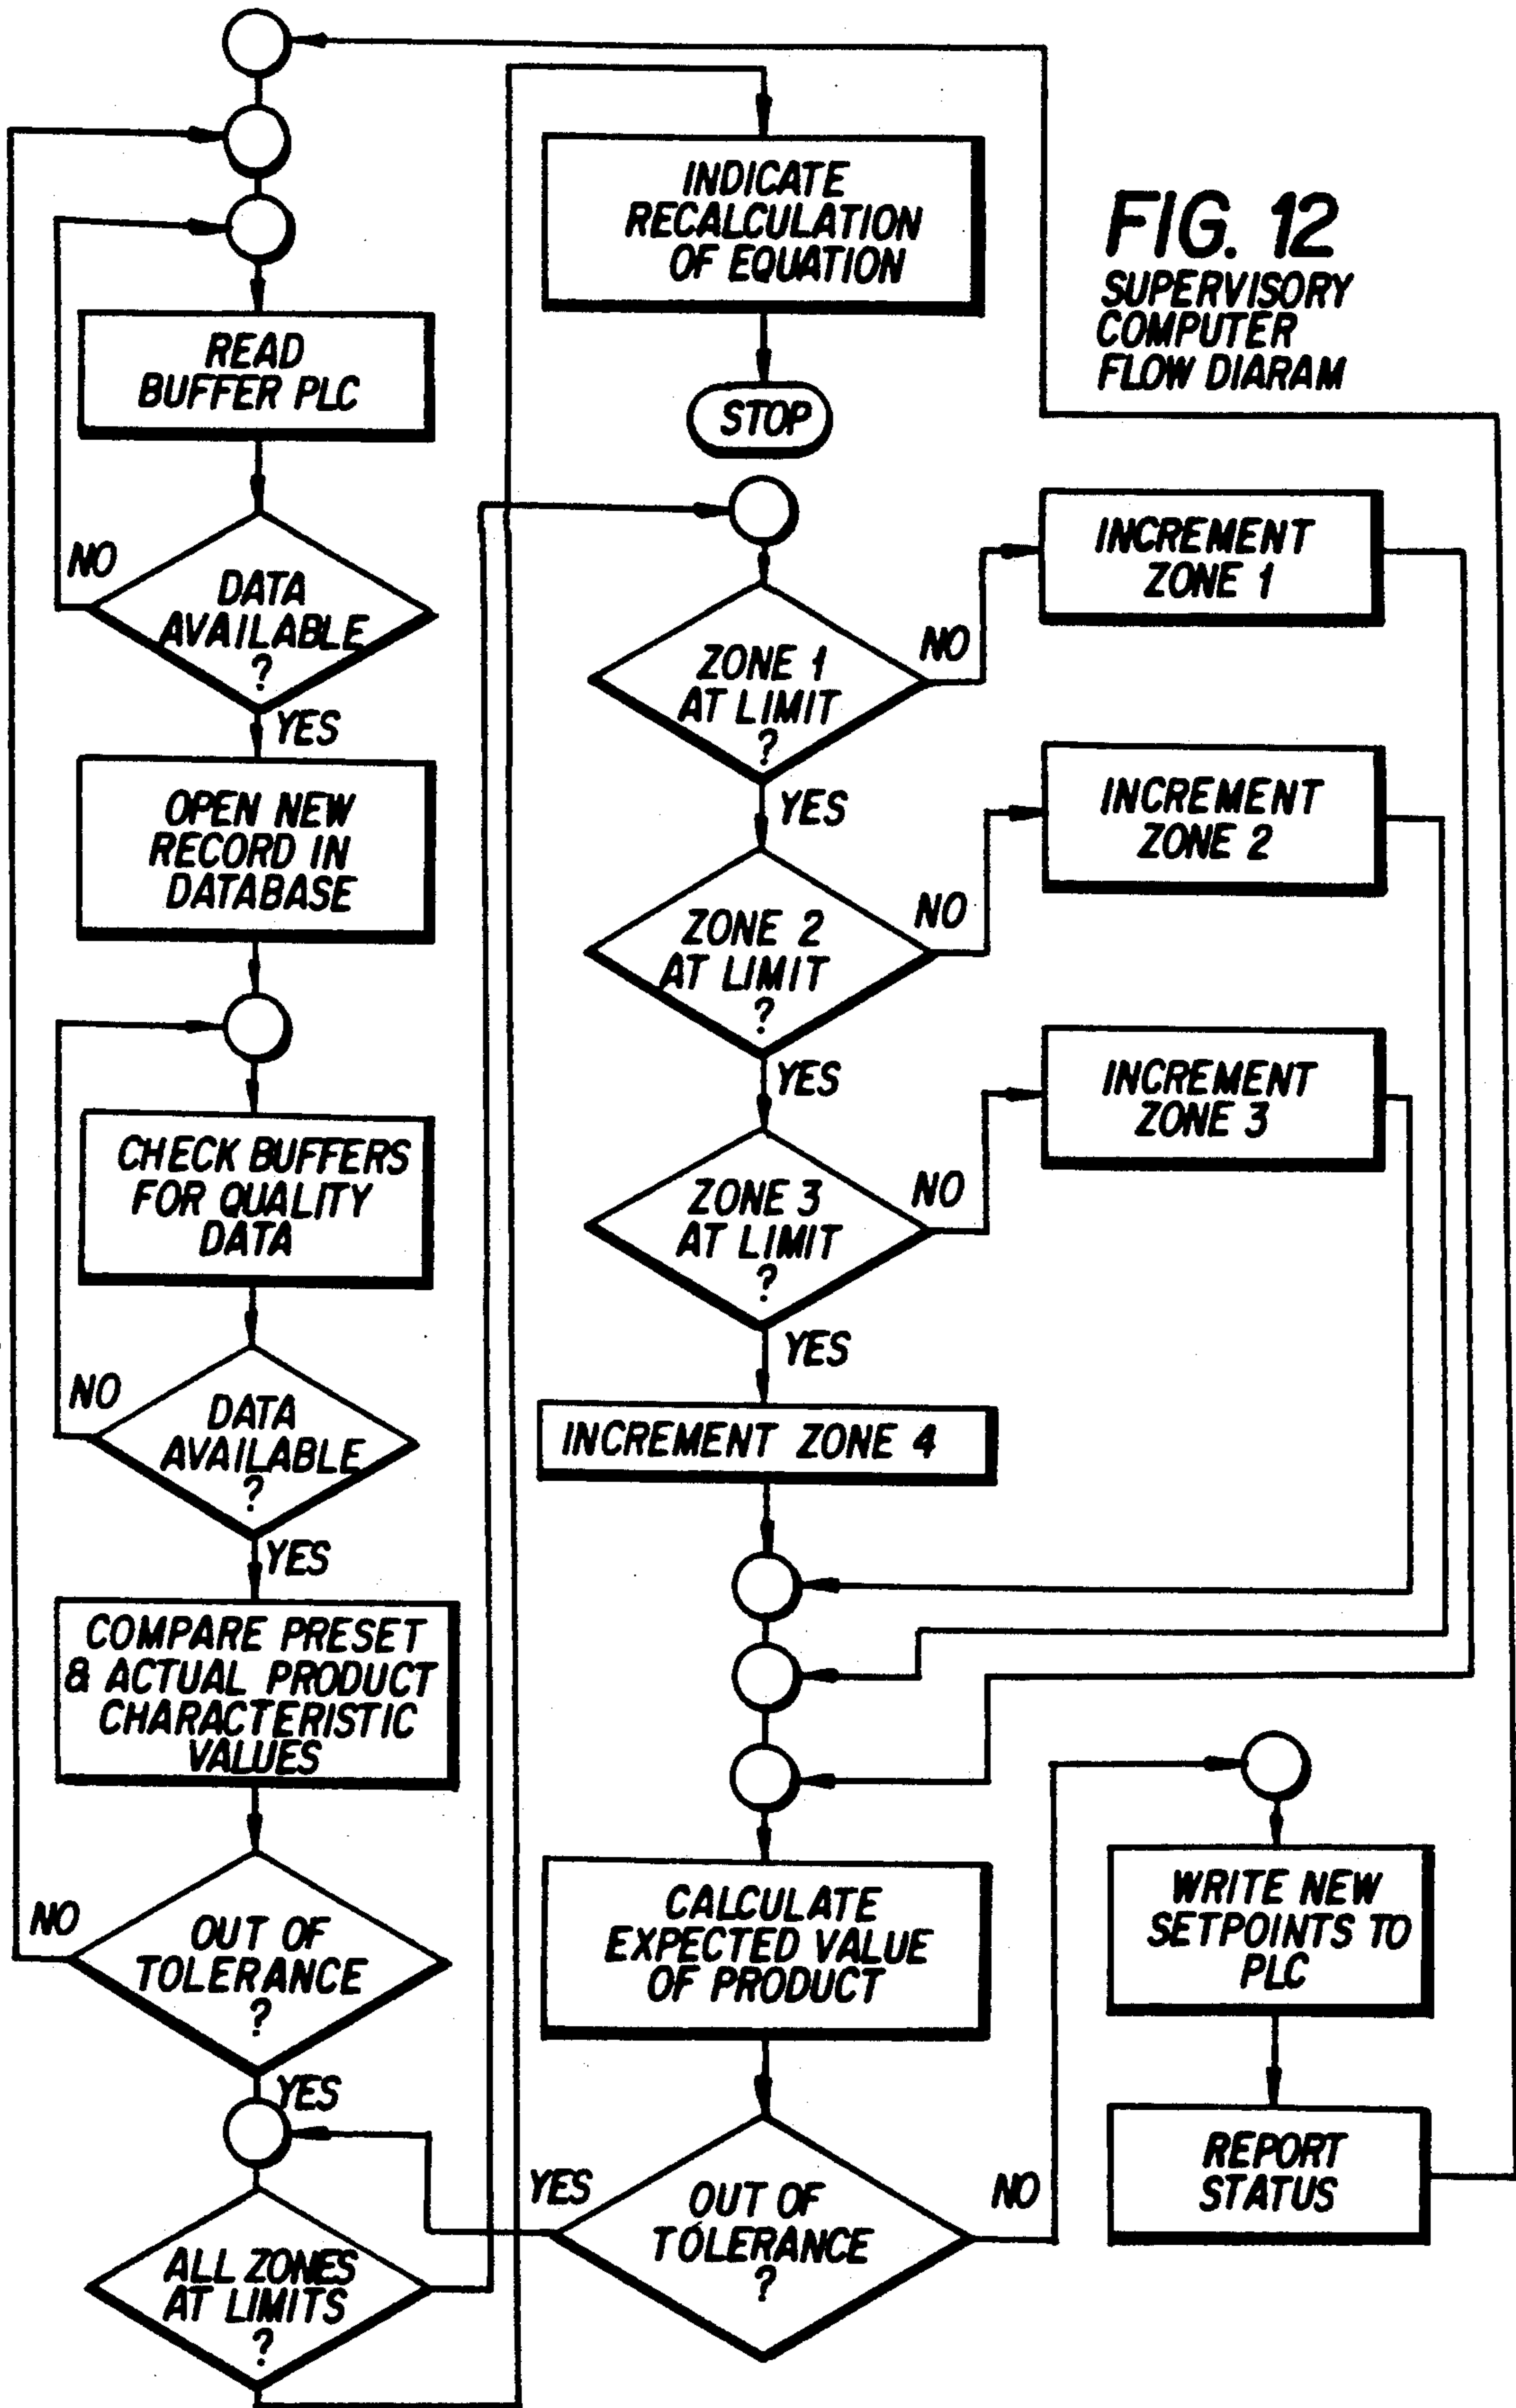 FIG. 12
SUPERVISORY
COMPUTER
FLOW DIARAM
READ
BUFFER PLC
DATA
AVAILABLE
?
NO
YES
OPEN NEW
RECORD IN
DATABASE
CHECK BUFFERS
FOR QUALITY
DATA
DATA
AVAILABLE
?
NO
YES
COMPARE PRESET
& ACTUAL PRODUCT
CHARACTERISTIC
VALUES
OUT OF
TOLERANCE
?
NO
YES
ALL ZONES
AT LIMITS
?
INDICATE
RECALCULATION
OF EQUATION
STOP
ZONE 1
AT LIMIT
?
NO
INCREMENT
ZONE 1
YES
ZONE 2
AT LIMIT
?
NO
INCREMENT
ZONE 2
YES
ZONE 3
AT LIMIT
?
NO
INCREMENT
ZONE 3
YES
INCREMENT ZONE 4
CALCULATE
EXPECTED VALUE
OF PRODUCT
OUT OF
TOLERANCE
?
YES
NO
WRITE NEW
SETPOINTS TO
PLC
REPORT
STATUS